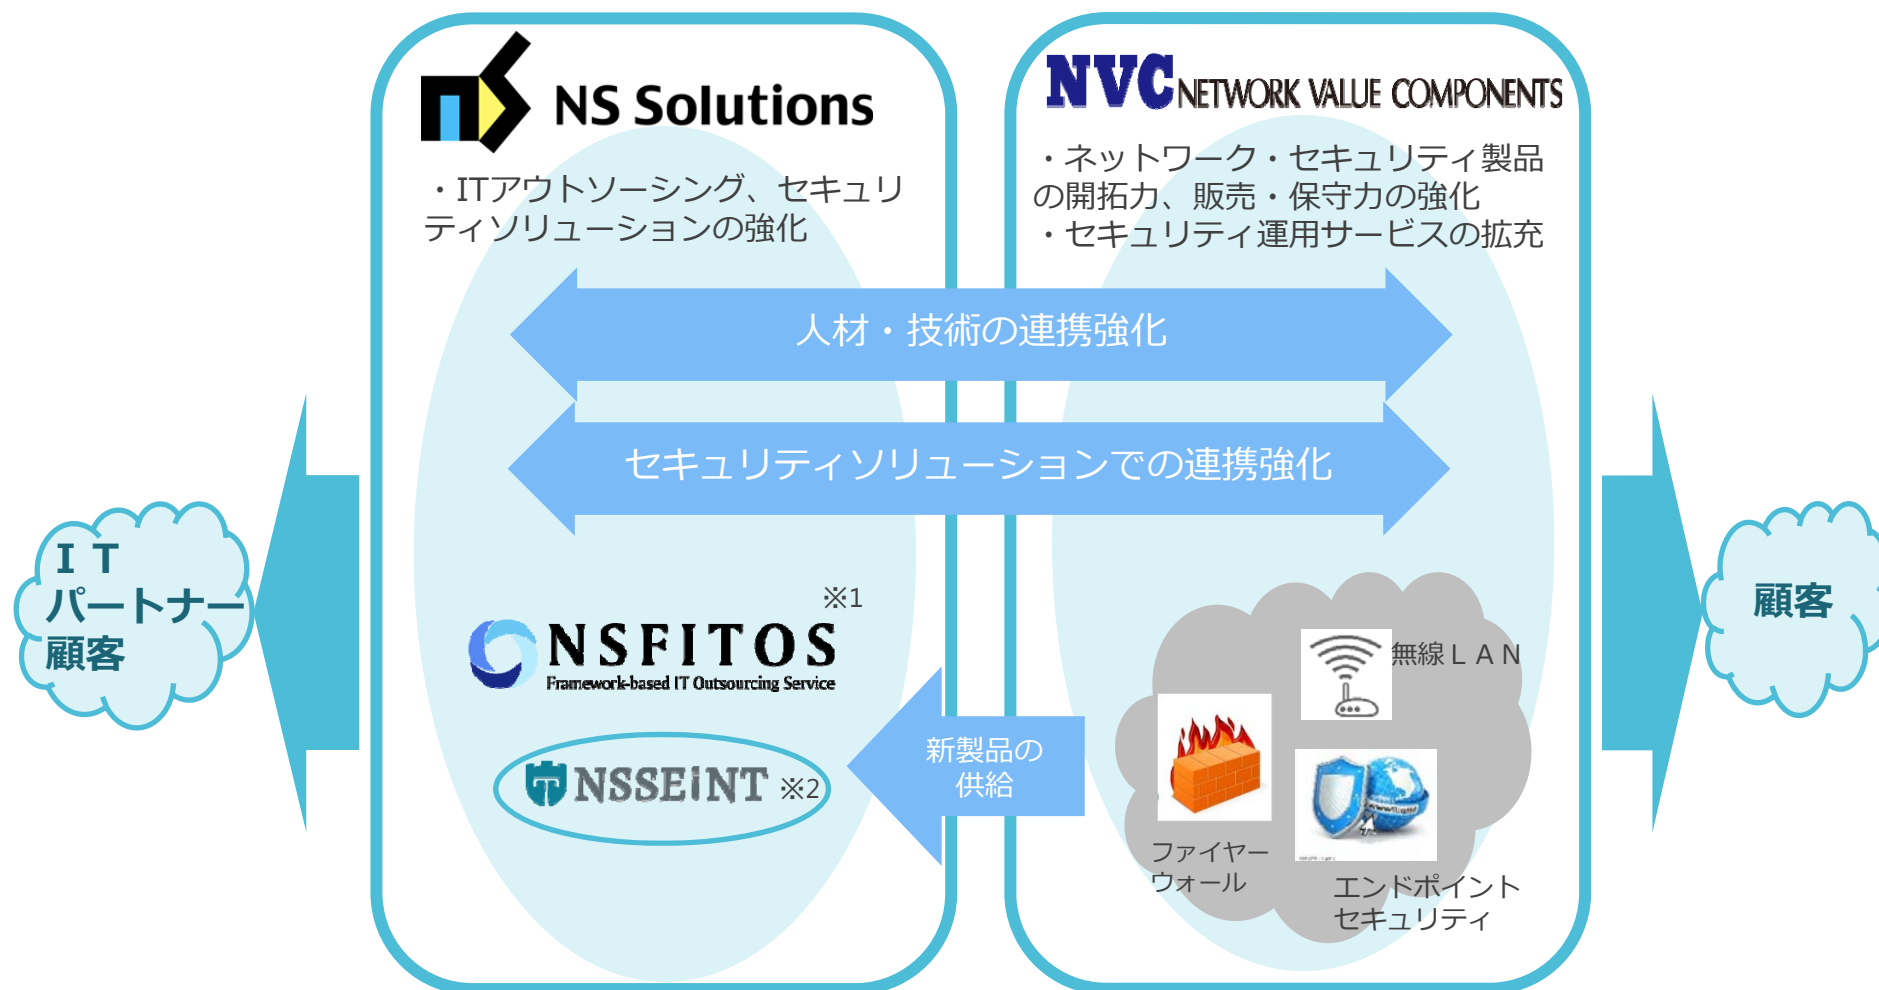 NS Solutions
・ITアウトソーシング、セキュリ
ティソリューションの強化
NVC NETWORK VALUE COMPONENTS
・ネットワーク・セキュリティ製品
の開拓力、販売・保守力の強化
・セキュリティ運用サービスの拡充
人材・技術の連携強化
セキュリティソリューションでの連携強化
ＩＴ
パートナー
顧客
顧客
※1
NSFITOS
Framework-based IT Outsourcing Service
NSSEiNT ※2
新製品の
供給
無線ＬＡＮ
ファイヤー
ウォール
エンドポイント
セキュリティ